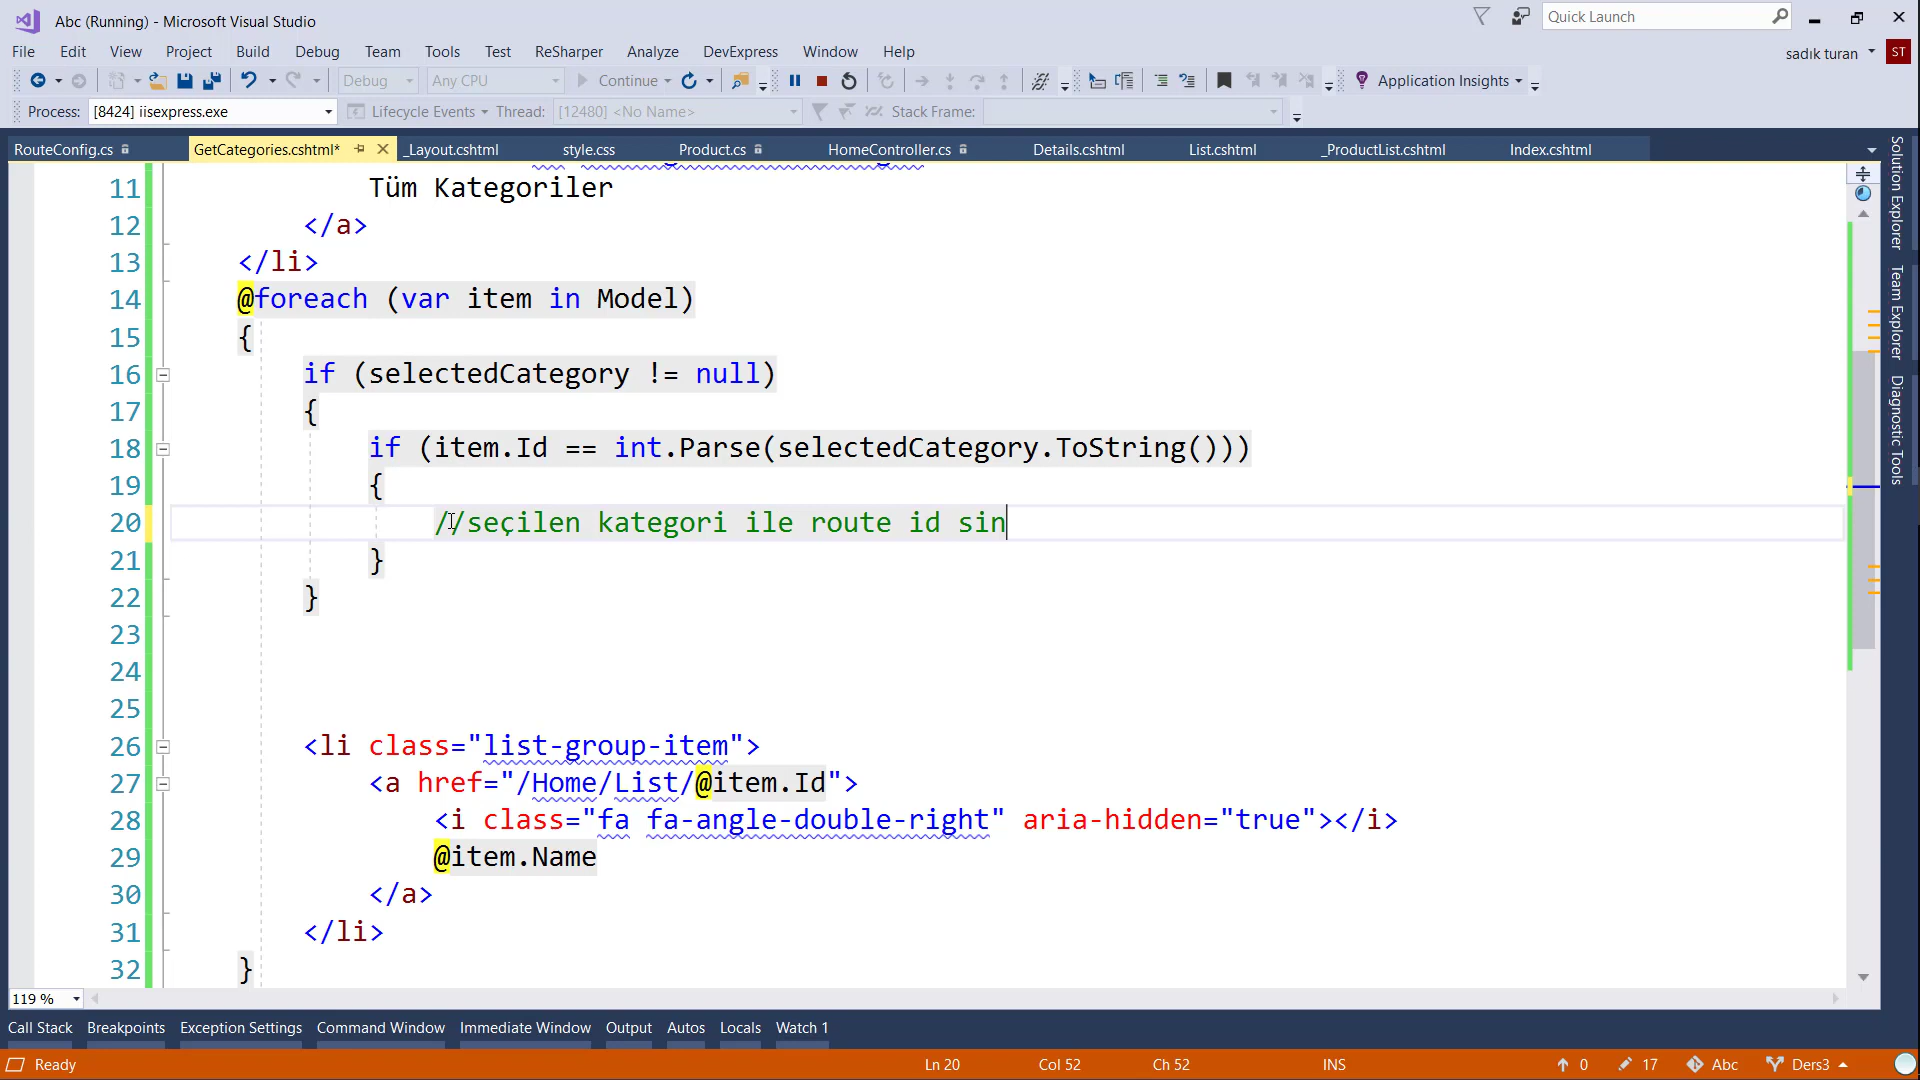 Abc (Running) - Microsoft Visual Studio
Quick Launch
File Edit View Project Build Debug Team Tools Test ReSharper Analyze DevExpress Window Help
sadık turan ST
Debug Any CPU Continue Application Insights
Process: [8424] iisexpress.exe Lifecycle Events Thread: [12480] <No Name> Stack Frame:
RouteConfig.cs GetCategories.cshtml* _Layout.cshtml style.css Product.cs HomeController.cs Details.cshtml List.cshtml _ProductList.cshtml Index.cshtml
11 Tüm Kategoriler
12 </a>
13 </li>
14 @foreach (var item in Model)
15 {
16 if (selectedCategory != null)
17 {
18 if (item.Id == int.Parse(selectedCategory.ToString()))
19 {
20 //seçilen kategori ile route id sin
21 }
22 }
23
24
25
26 <li class="list-group-item">
27 <a href="/Home/List/@item.Id">
28 <i class="fa fa-angle-double-right" aria-hidden="true"></i>
29 @item.Name
30 </a>
31 </li>
32 }
Solution Explorer
Team Explorer
Diagnostic Tools
119 %
Call Stack Breakpoints Exception Settings Command Window Immediate Window Output Autos Locals Watch 1
Ready Ln 20 Col 52 Ch 52 INS 0 17 Abc Ders3